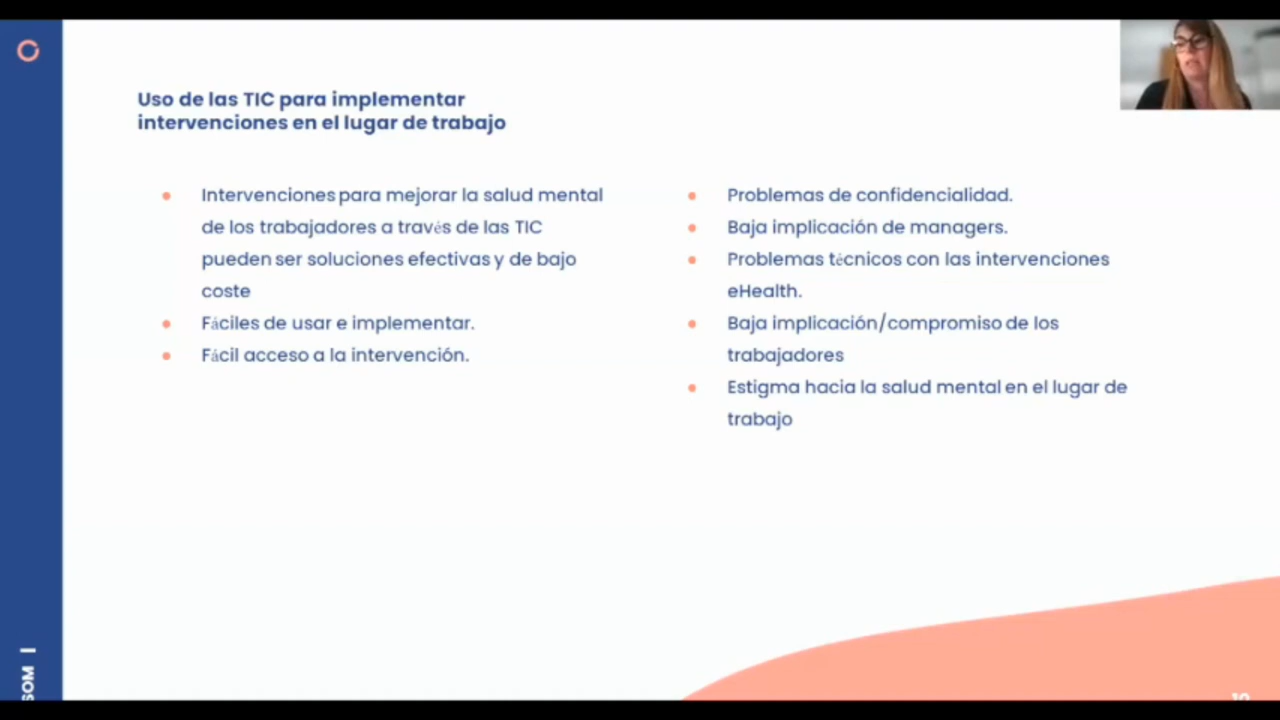 Uso de las TIC para implementar
intervenciones en el lugar de trabajo
Intervenciones para mejorar la salud mental
de los trabajadores a través de las TIC
pueden ser soluciones efectivas y de bajo
coste
Fáciles de usar e implementar.
Fácil acceso a la intervención.
Problemas de confidencialidad.
Baja implicación de managers.
Problemas técnicos con las intervenciones
eHealth.
Baja implicación/compromiso de los
trabajadores
Estigma hacia la salud mental en el lugar de
trabajo